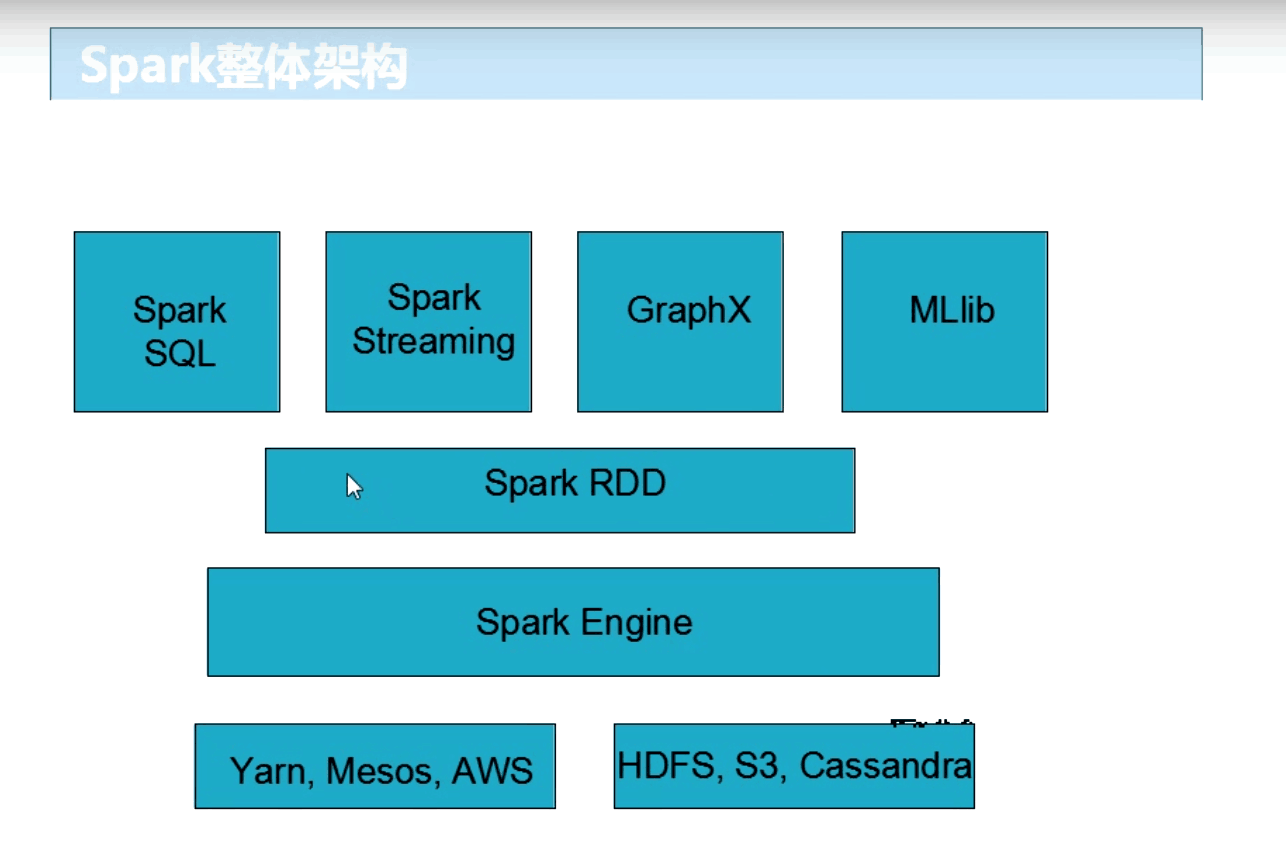 Spark整体架构
Spark
SQL
Spark
Streaming
GraphX
MLlib
Spark RDD
Spark Engine
Yarn, Mesos, AWS
HDFS, S3, Cassandra